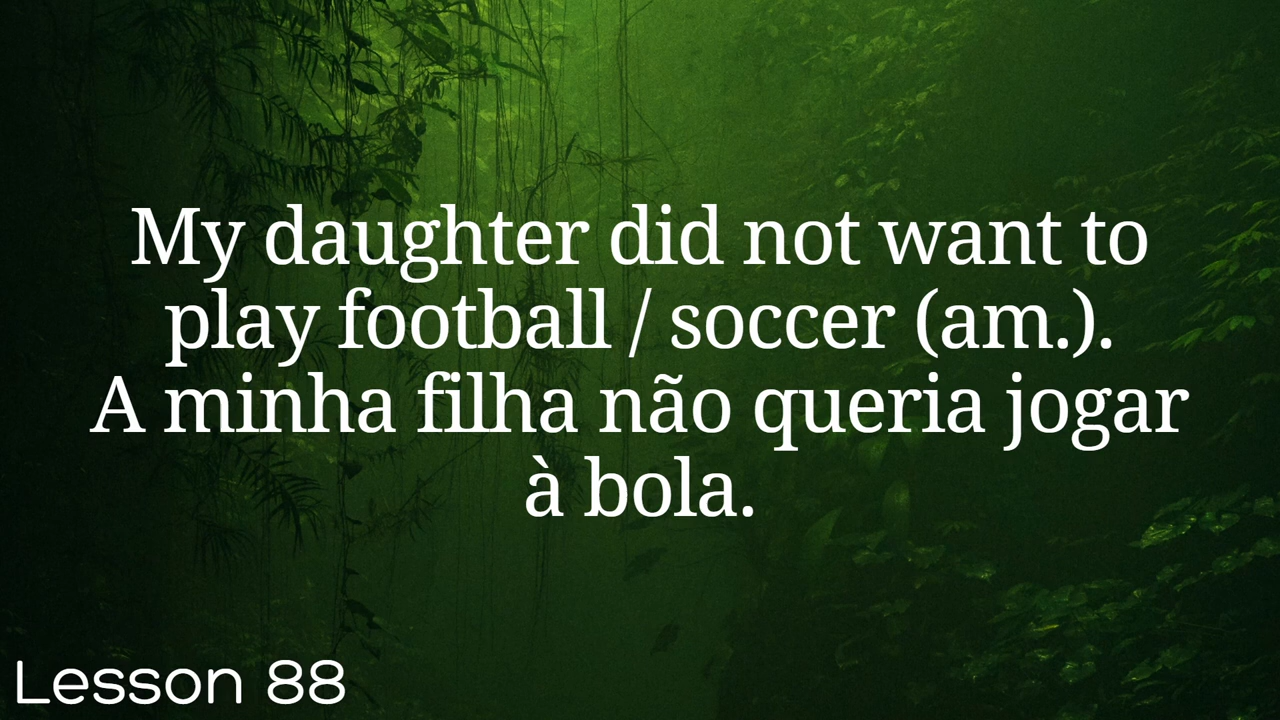 My daughter did not want to
play football / soccer (am.).
A minha filha não queria jogar
à bola.
Lesson 88